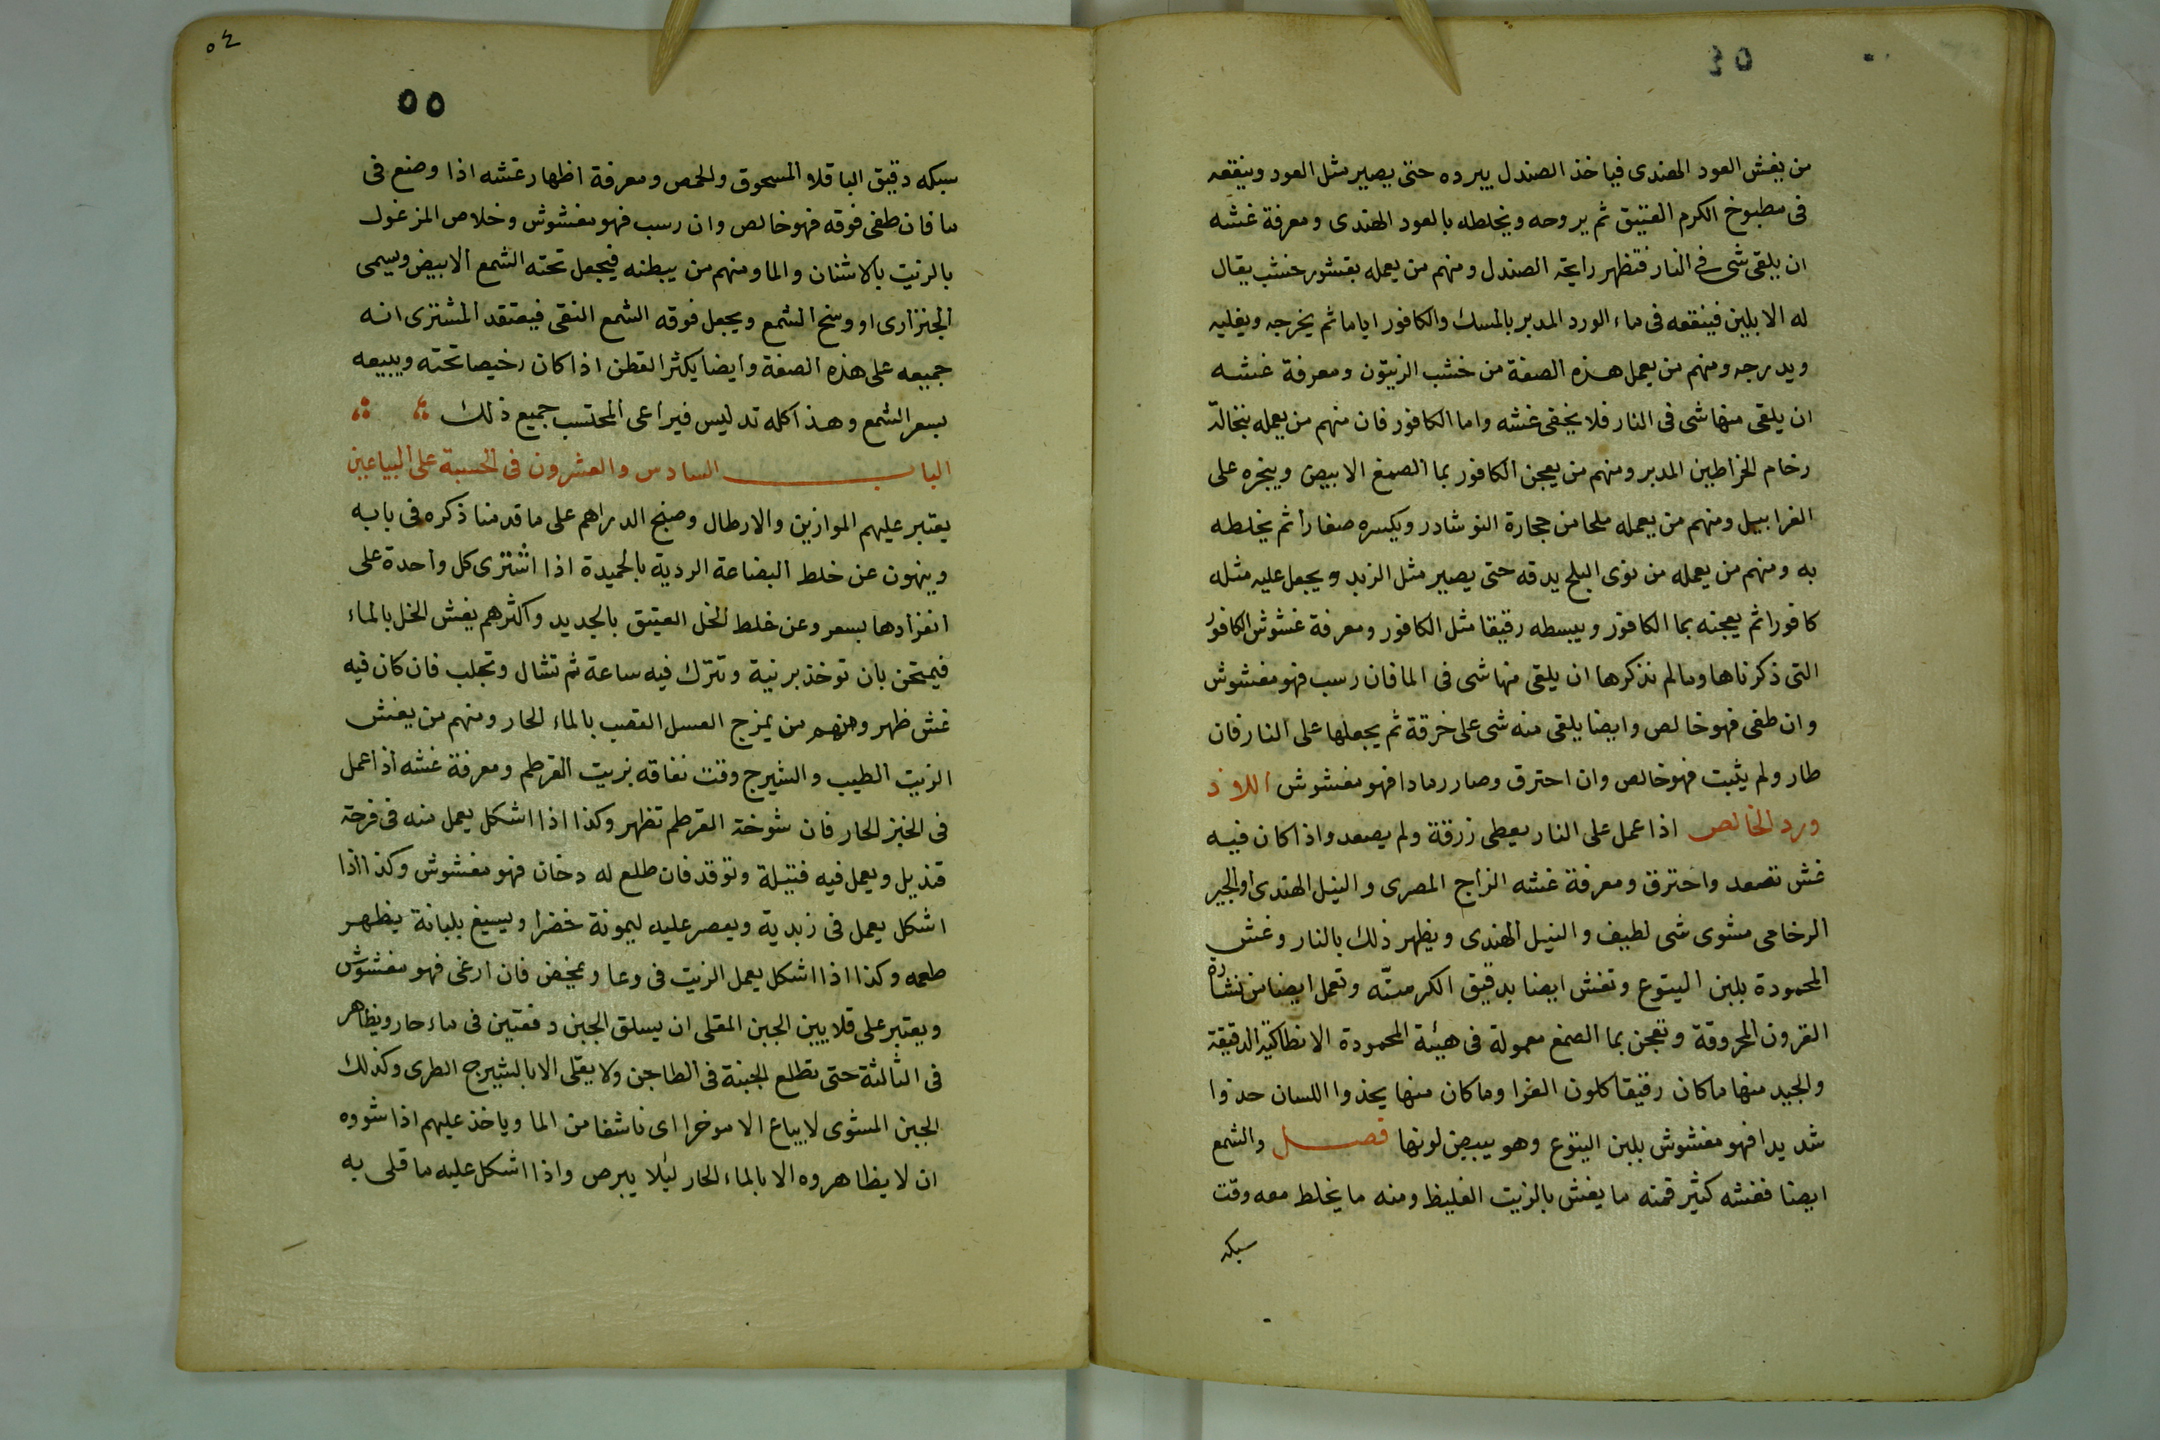 ٥٤
من يغش العود الهندى فياخذ الصندل يبرده حتى يصير مثل العود وينقعه
فى مطبوخ الكرم العتيق ثم يروحه ويخلطه بالعود الهندى ومعرفة غشه
ان يلقى شى فى النار فتظهر رايحة الصندل ومنهم من يعمله بقشور خشب يقال
له الابلين فينقعه فى ماء الورد المدبر بالمسك والكافور اياما ثم يخرجه ويغليه
ويدرجه ومنهم من يعمل هذه الصفة من خشب الزيتون ومعرفة غشه
ان يلقى منها شى فى النار فلا يخفى غشه واما الكافور فان منهم من يعمله بنخالة
رخام الخراطين المدبر ومنهم من يعجن الكافور بما الصمغ الابيض وينخره على
الغرابيل ومنهم من يعمله ملحا من حجارة النوشادر ويكسره صغارا ثم يخلطه
به ومنهم من يعمله من نوى البلح يدقه حتى يصير مثل الزبد ويجعل عليه مثله
كافورا ثم يعجنه بما الكافور ويبسطه رقيقا مثل الكافور ومعرفة غشوش الكافور
التى ذكرناها ومالم نذكرها ان يلقى منها شى فى الما فان رسب فهو مغشوش
وان طفى فهو خالص وايضا يلقى منه شى على خرقة ثم يجعلها على النار فان
طار ولم يثبت فهو خالص وان احترق وصار رمادا فهو مغشوش اللازد
ورد الخالص اذا عمل على النار يعطى زرقة ولم يصعد واذا كان فيه
غش تصعد واحترق ومعرفة غشه الزاج المصرى والنيل الهندى او الجير
الرخامى مشوى شى لطيف والنيل الهندى ويظهر ذلك بالنار وغش
المحمودة بلبن اليتوع وتغش ايضا بدقيق الكرسنّه وتعمل ايضا من نشارة
القرون المحروقة وتعجن بما الصمغ معمولة فى هيئة المحمودة الانطاكية الدقيقة
والجيد منها ما كان رقيقا كلون الغرا وما كان منها يحذوا اللسان حذوا
شديدا فهو مغشوش بلبن اليتوع وهو يبيض لونها فصل والشمع
ايضا فغشه كثير فمنه ما يغش بالزيت الغليظ ومنه ما يخلط معه وقت
سبكه
٥٤
٥٥
سبكه دقيق الباقلا المسحوق والحمص ومعرفة اظهار غشه اذا وضع فى
ما فان طفى فوقه فهو خالص وان رسب فهو مغشوش وخلاص المزغول
بالزيت بالاشنان والما ومنهم من يبطنه فيجعل تحته الشمع الابيض ويسمى
الجنزارى او وسخ الشمع ويجعل فوقه الشمع النقى فيعتقد المشترى انه
جميعه على هذه الصفة وايضا يكثر القطن اذا كان رخيصا تحته ويبيعه
بسعر الشمع وهذا كله تدليس فيراعى المحتسب جميع ذلك
الباب السادس والعشرون فى الحسبة على البياعين
يعتبر عليهم الموازين والارطال وصنج الدراهم على ما قدمنا ذكره فى بابه
وينهون عن خلط البضاعة الردية بالحميدة اذا اشترى كل واحدة على
انفرادها بسعر وعن خلط الخل العتيق بالجديد واكثرهم يغش الخل بالماء
فيمتحن بان توخذ برنية وتترك فيه ساعة ثم تشال وتجلب فان كان فيه
غش ظهر ومنهم من يمزج العسل القصب بالماء الحار ومنهم من يغش
الزيت الطيب والشيرج وقت نفاقه بزيت القرطم ومعرفة غشه اذا عمل
فى الخبز الحار فان شوخة القرطم تظهر وكذا اذا اشكل يعمل منه فى فرجة
قنديل ويعمل فيه فتيلة وتوقد فان طلع له دخان فهو مغشوش وكذا اذا
اشكل يعمل فى زبدية ويعصر عليه ليمونة خضرا ويسيغ بلبانة يظهر
طعمه وكذا اذا اشكل يعمل الزيت فى وعا ويخض فان ارغى فهو مغشوش
ويعتبر على قلايين الجبن المقلى ان يسلق الجبن دفعتين فى ماء حار ويظاهر
فى الثالثة حتى تطلع الجبنة فى الطاجن ولا يقلى الا بالشيرج الطرى وكذلك
الجبن المشوى لايباع الا موخرا اى ناشفا من الما وياخذ عليهم اذا شووه
ان لا يظاهروه الا بالماء الحار ليلا يبرص واذا اشكل عليه ما قلى به